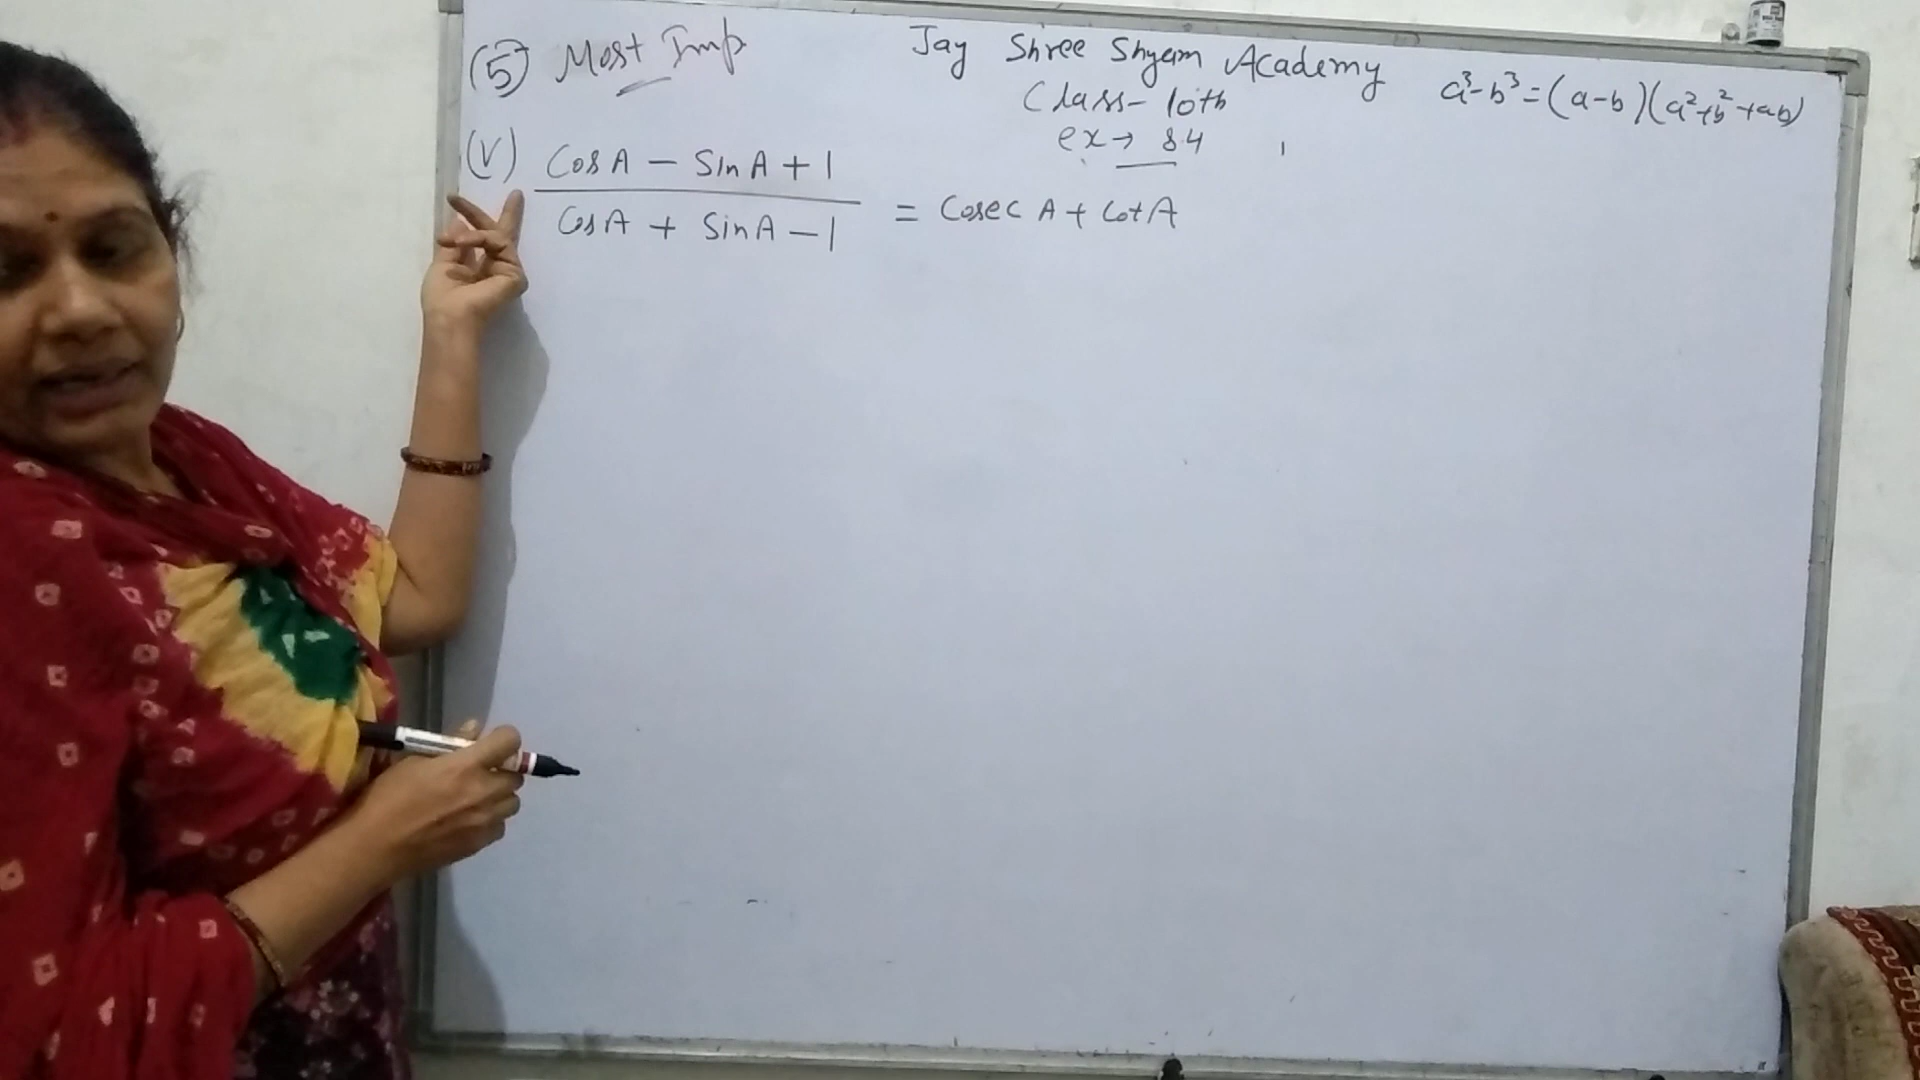 (5) Most Imp
Jay Shree Shyam Academy
Class - 10th
ex → 8.4
a³-b³=(a-b)(a²+b²+ab)
(V) CosA - SinA + 1
CosA + SinA - 1
= Cosec A + Cot A